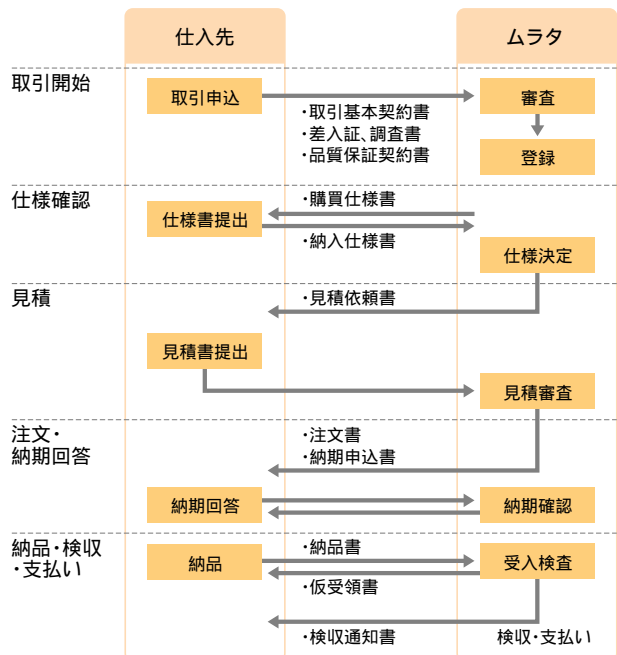 仕入先
ムラタ
取引開始
取引申込
審査
・取引基本契約書
・差入証、調査書
・品質保証契約書
登録
仕様確認
・購買仕様書
仕様書提出
・納入仕様書
仕様決定
見積
・見積依頼書
見積書提出
見積審査
注文・
納期回答
・注文書
・納期申込書
納期回答
納期確認
納品・検収
・支払い
・納品書
納品
受入検査
・仮受領書
・検収通知書
検収・支払い